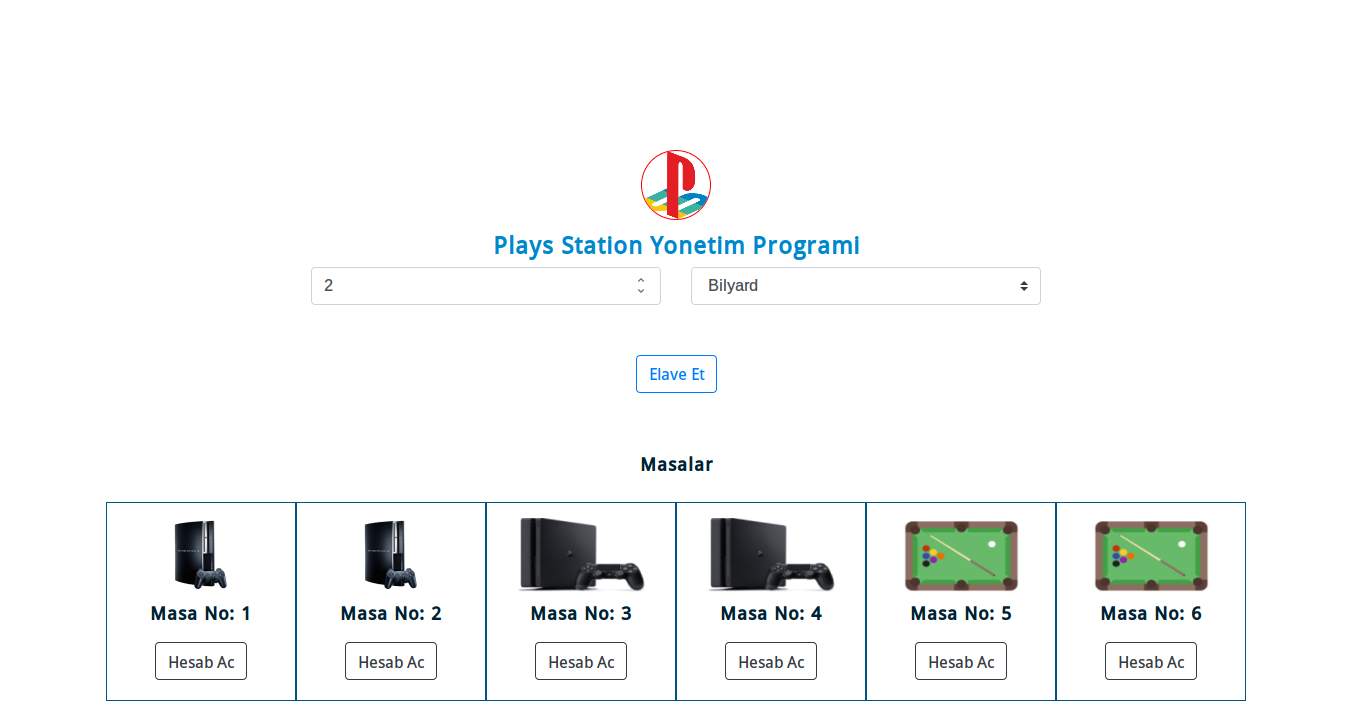 Plays Station Yonetim Programi
2 Bilyard
Elave Et
Masalar
Masa No: 1 Masa No: 2 Masa No: 3 Masa No: 4 Masa No: 5 Masa No: 6
Hesab Ac Hesab Ac Hesab Ac Hesab Ac Hesab Ac Hesab Ac